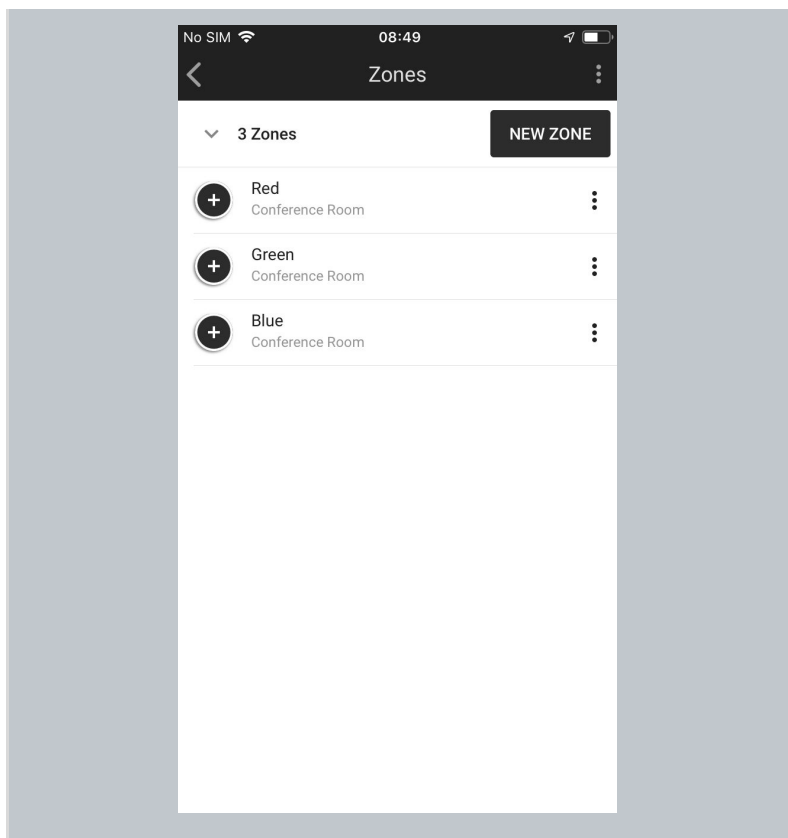 No SIM 08:49
Zones
3 Zones NEW ZONE
Red
Conference Room
Green
Conference Room
Blue
Conference Room